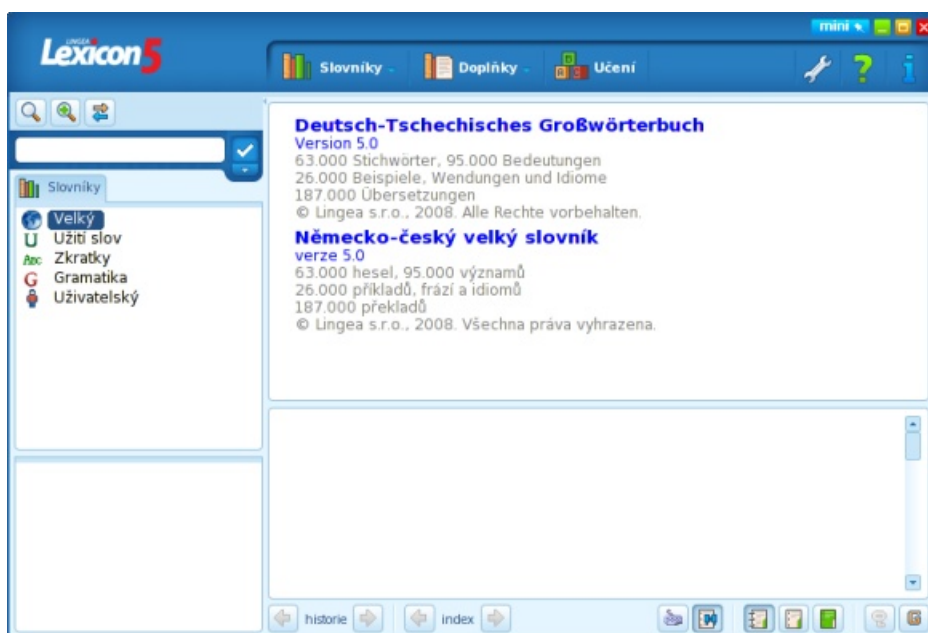 mini
LINGEA
Lexicon5
Slovníky
Doplňky
Učení
Slovníky
Velký
Užití slov
Zkratky
Gramatika
Uživatelský
Deutsch-Tschechisches Großwörterbuch
Version 5.0
63.000 Stichwörter, 95.000 Bedeutungen
26.000 Beispiele, Wendungen und Idiome
187.000 Übersetzungen
© Lingea s.r.o., 2008. Alle Rechte vorbehalten.
Německo-český velký slovník
verze 5.0
63.000 hesel, 95.000 významů
26.000 příkladů, frází a idiomů
187.000 překladů
© Lingea s.r.o., 2008. Všechna práva vyhrazena.
historie
index